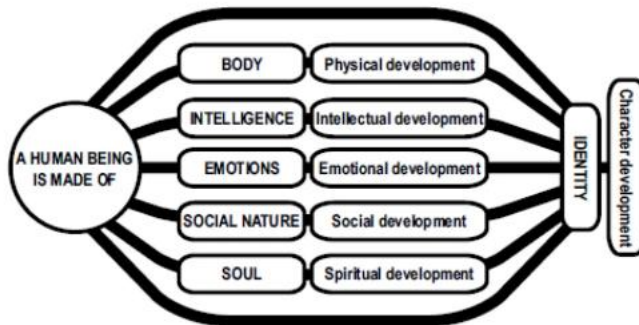 A HUMAN BEING
IS MADE OF
BODY
Physical development
INTELLIGENCE
Intellectual development
EMOTIONS
Emotional development
SOCIAL NATURE
Social development
SOUL
Spiritual development
IDENTITY
Character development